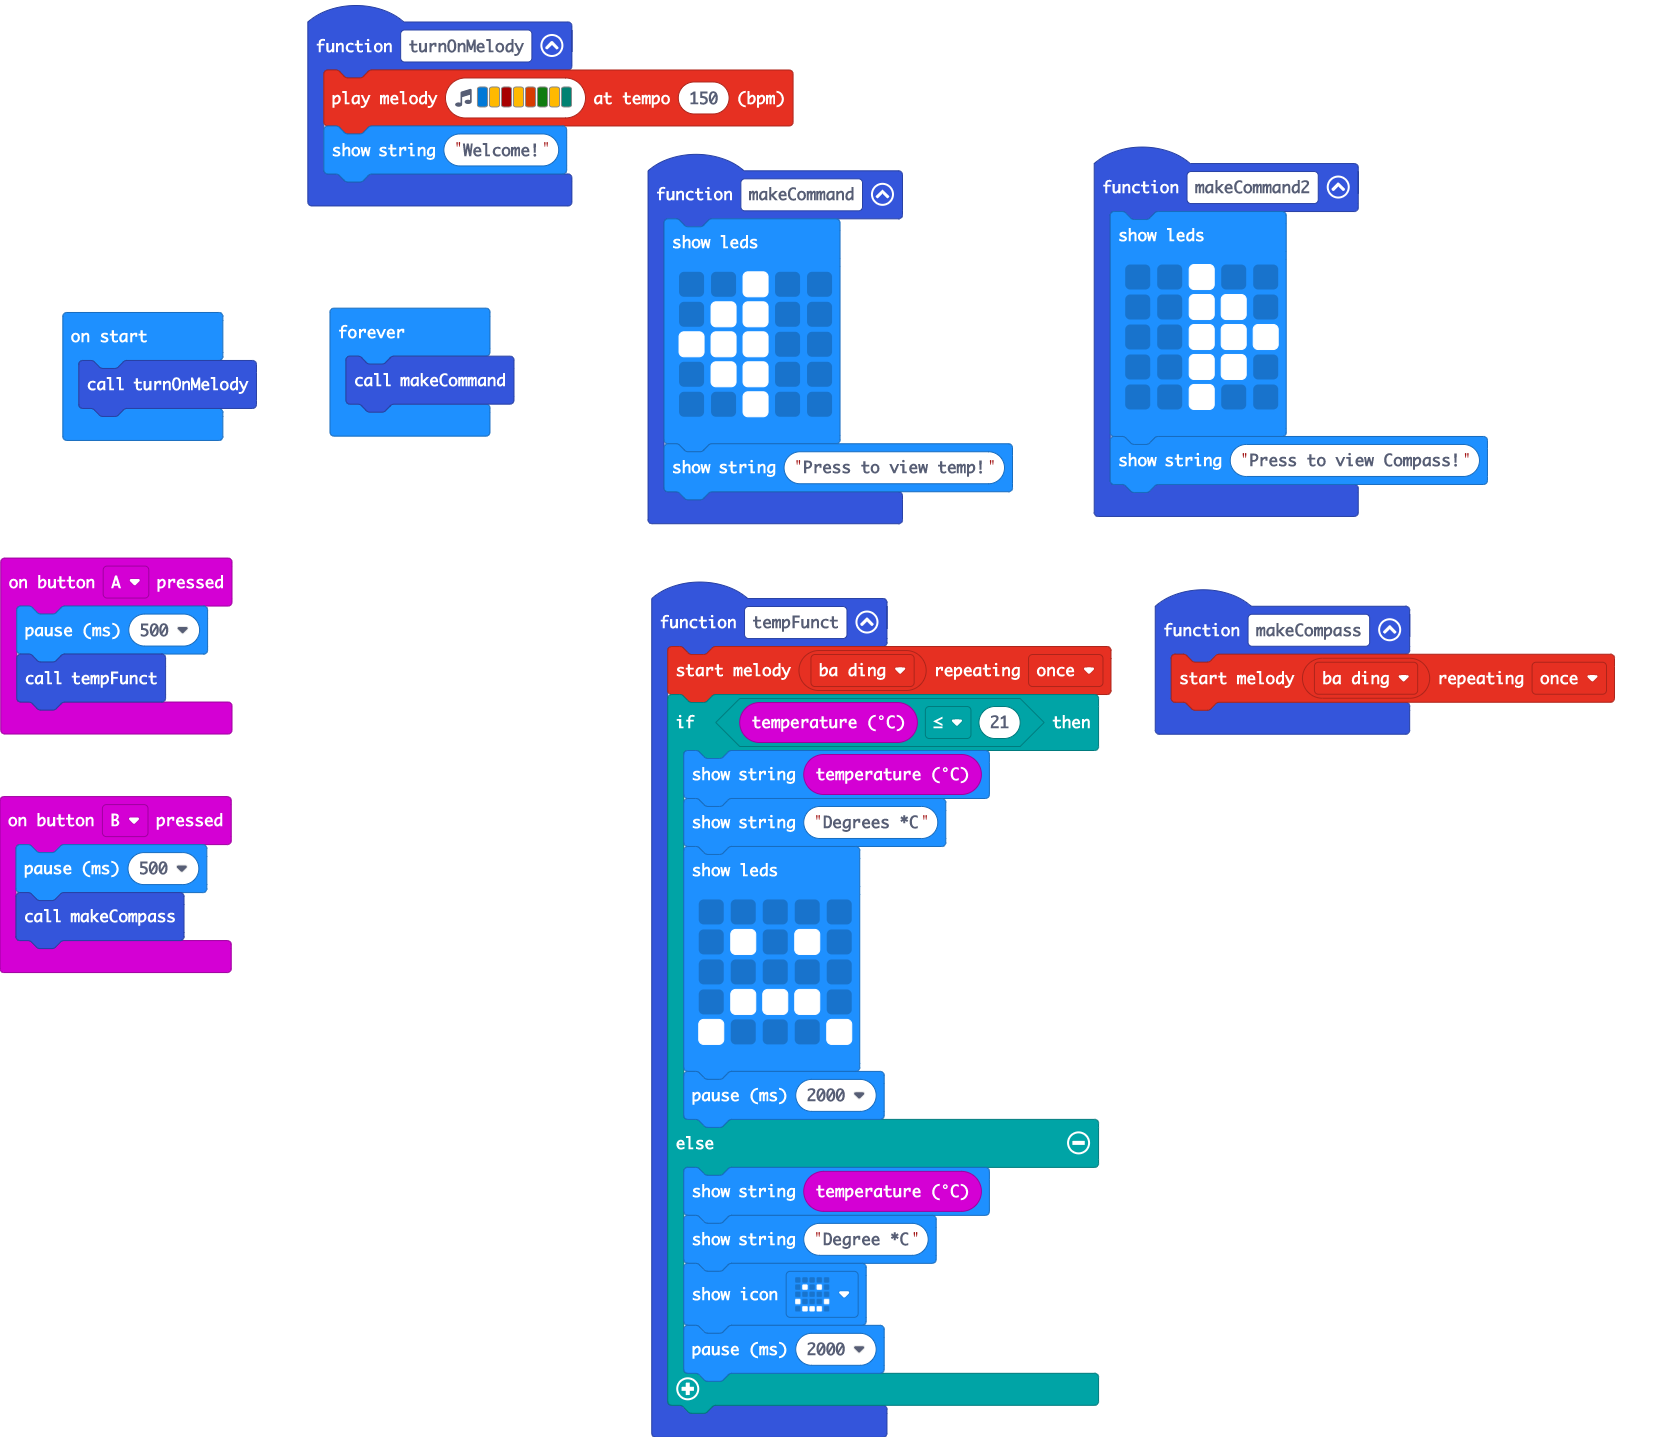 function turnOnMelody
play melody at tempo 150 (bpm)
show string "Welcome!"
function makeCommand
show leds
show string "Press to view temp!"
function makeCommand2
show leds
show string "Press to view Compass!"
on start
call turnOnMelody
forever
call makeCommand
on button A pressed
pause (ms) 500
call tempFunct
on button B pressed
pause (ms) 500
call makeCompass
function tempFunct
start melody ba ding repeating once
if temperature (°C) ≤ 21 then
show string temperature (°C)
show string "Degrees *C"
show leds
pause (ms) 2000
else
show string temperature (°C)
show string "Degree *C"
show icon
pause (ms) 2000
function makeCompass
start melody ba ding repeating once